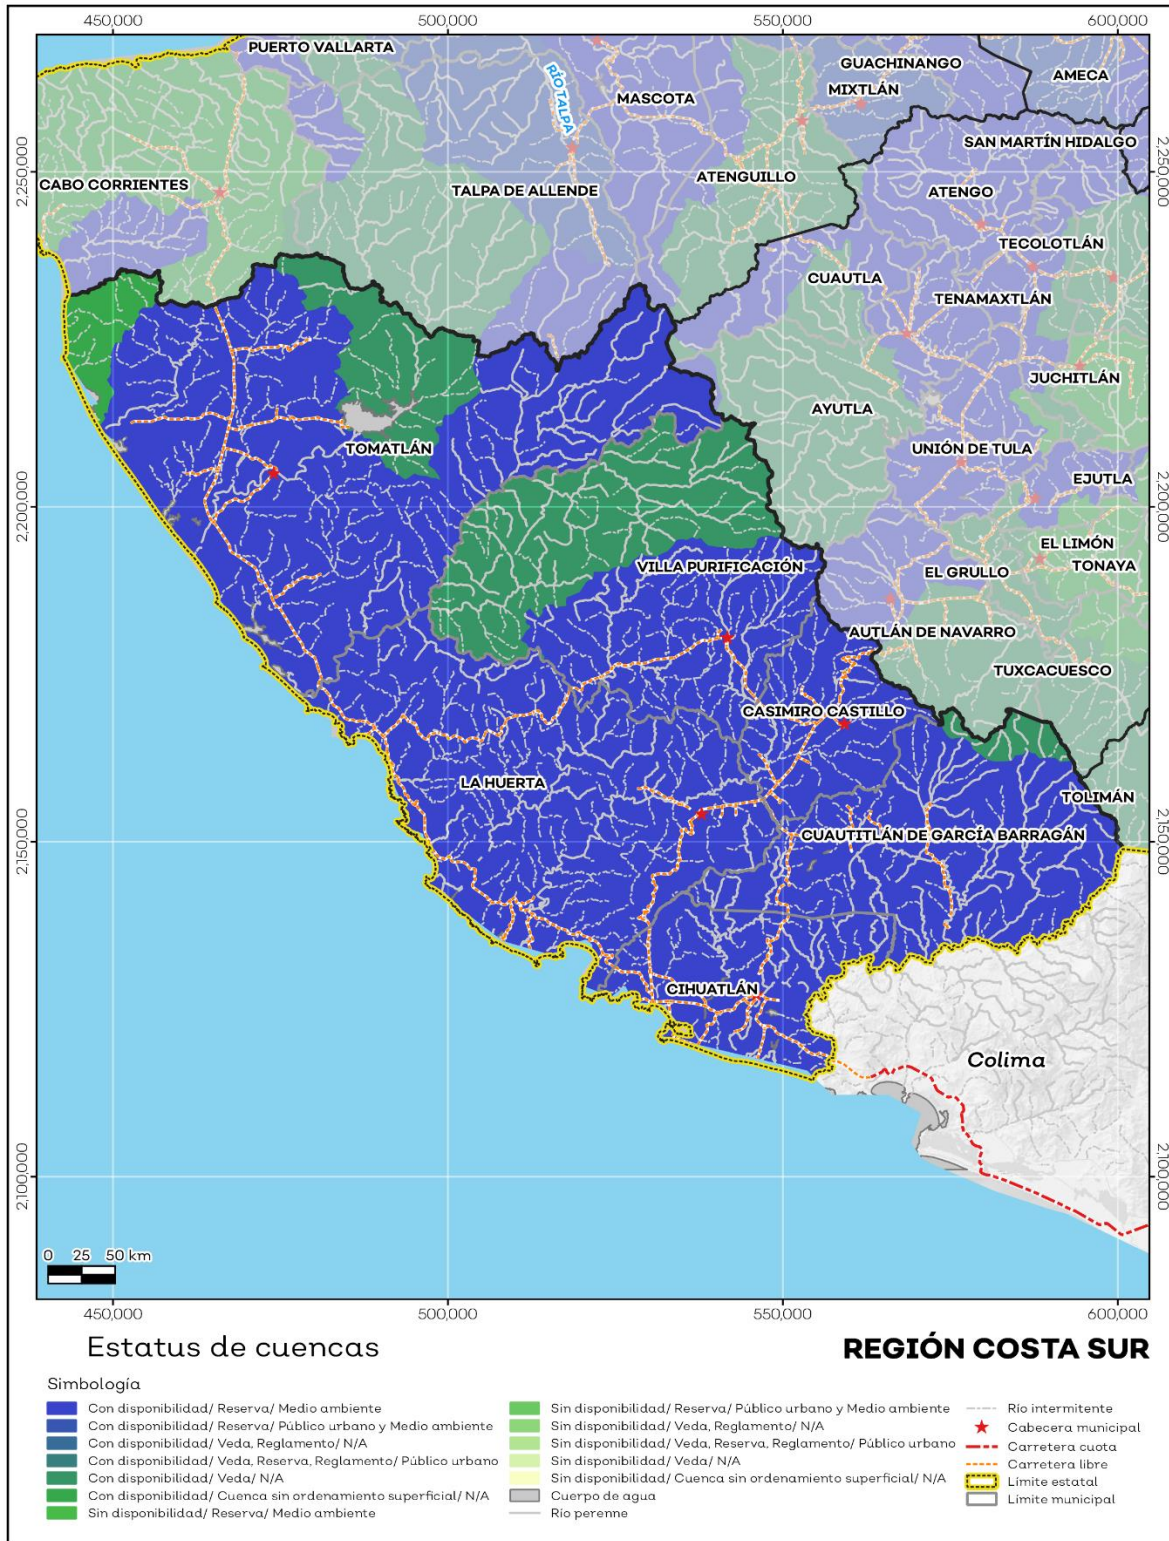 450,000
500,000
550,000
600,000
PUERTO VALLARTA
GUACHINANGO
AMECA
MIXTLÁN
RÍO TALPA
MASCOTA
SAN MARTÍN HIDALGO
2,250,000
2,250,000
CABO CORRIENTES
TALPA DE ALLENDE
ATENGUILLO
ATENGO
TECOLOTLÁN
CUAUTLA
TENAMAXTLÁN
JUCHITLÁN
AYUTLA
TOMATLÁN
UNIÓN DE TULA
EJUTLA
2,200,000
2,200,000
EL LIMÓN
VILLA PURIFICACIÓN
EL GRULLO
TONAYA
AUTLÁN DE NAVARRO
TUXCACUESCO
CASIMIRO CASTILLO
LA HUERTA
TOLIMÁN
CUAUTITLÁN DE GARCÍA BARRAGÁN
2,150,000
2,150,000
CIHUATLÁN
Colima
2,100,000
2,100,000
0 25 50 km
450,000
500,000
550,000
600,000
Estatus de cuencas
REGIÓN COSTA SUR
Simbología
Con disponibilidad/ Reserva/ Medio ambiente
Con disponibilidad/ Reserva/ Público urbano y Medio ambiente
Con disponibilidad/ Veda, Reglamento/ N/A
Con disponibilidad/ Veda, Reserva, Reglamento/ Público urbano
Con disponibilidad/ Veda/ N/A
Con disponibilidad/ Cuenca sin ordenamiento superficial/ N/A
Sin disponibilidad/ Reserva/ Medio ambiente
Sin disponibilidad/ Reserva/ Público urbano y Medio ambiente
Sin disponibilidad/ Veda, Reglamento/ N/A
Sin disponibilidad/ Veda, Reserva, Reglamento/ Público urbano
Sin disponibilidad/ Veda/ N/A
Sin disponibilidad/ Cuenca sin ordenamiento superficial/ N/A
Cuerpo de agua
Río perenne
Río intermitente
Cabecera municipal
Carretera cuota
Carretera libre
Límite estatal
Límite municipal